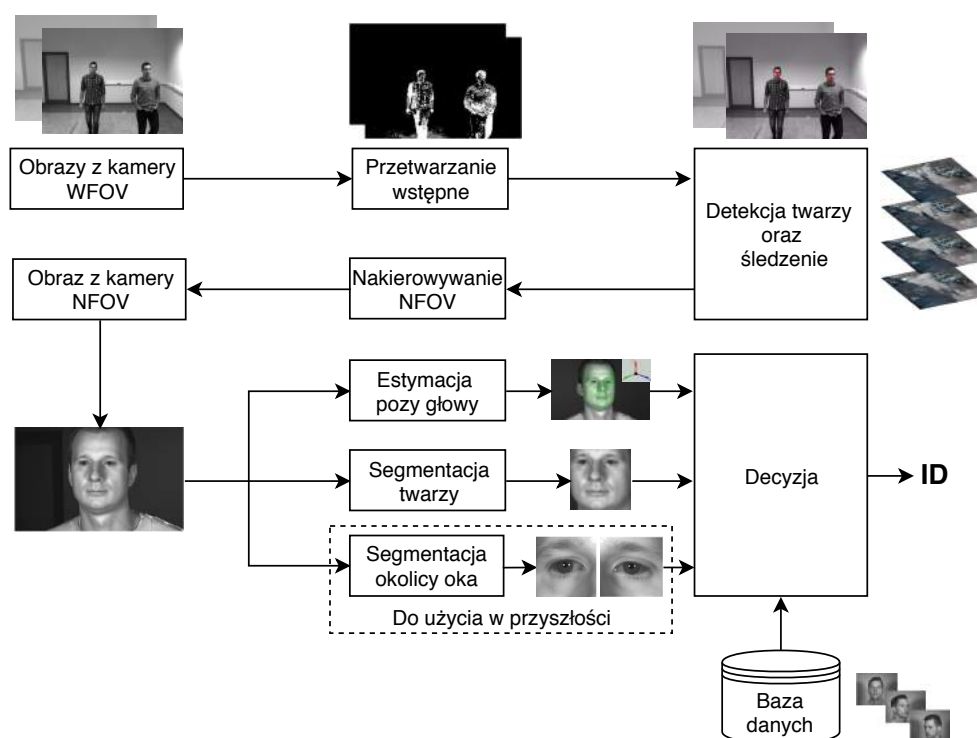 Obrazy z kamery
WFOV
Przetwarzanie
wstępne
Detekcja twarzy
oraz
śledzenie
Obraz z kamery
NFOV
Nakierowywanie
NFOV
Estymacja
pozy głowy
Segmentacja
twarzy
Segmentacja
okolicy oka
Do użycia w przyszłości
Decyzja
ID
Baza
danych